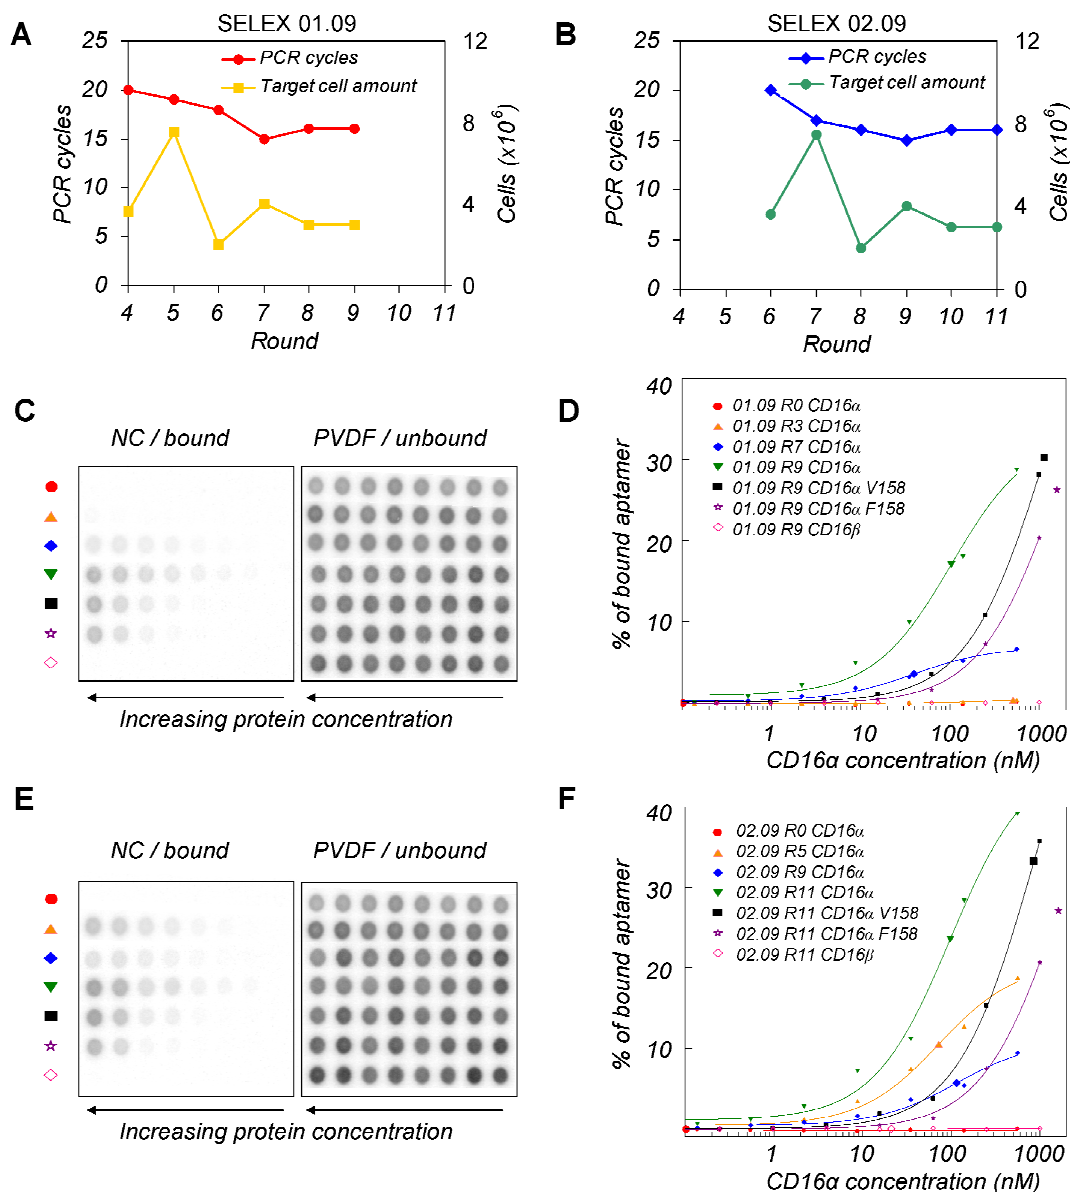 A
SELEX 01.09
25
20
15
10
5
0
PCR cycles
PCR cycles
Target cell amount
12
8
4
0
Cells (x10⁶)
4 5 6 7 8 9 10 11
Round
B
SELEX 02.09
25
20
15
10
5
0
PCR cycles
PCR cycles
Target cell amount
12
8
4
0
Cells (x10⁶)
4 5 6 7 8 9 10 11
Round
C
NC / bound
PVDF / unbound
Increasing protein concentration
D
40
30
20
10
% of bound aptamer
01.09 R0 CD16α
01.09 R3 CD16α
01.09 R7 CD16α
01.09 R9 CD16α
01.09 R9 CD16α V158
01.09 R9 CD16α F158
01.09 R9 CD16β
1 10 100 1000
CD16α concentration (nM)
E
NC / bound
PVDF / unbound
Increasing protein concentration
F
40
30
20
10
% of bound aptamer
02.09 R0 CD16α
02.09 R5 CD16α
02.09 R9 CD16α
02.09 R11 CD16α
02.09 R11 CD16α V158
02.09 R11 CD16α F158
02.09 R11 CD16β
1 10 100 1000
CD16α concentration (nM)